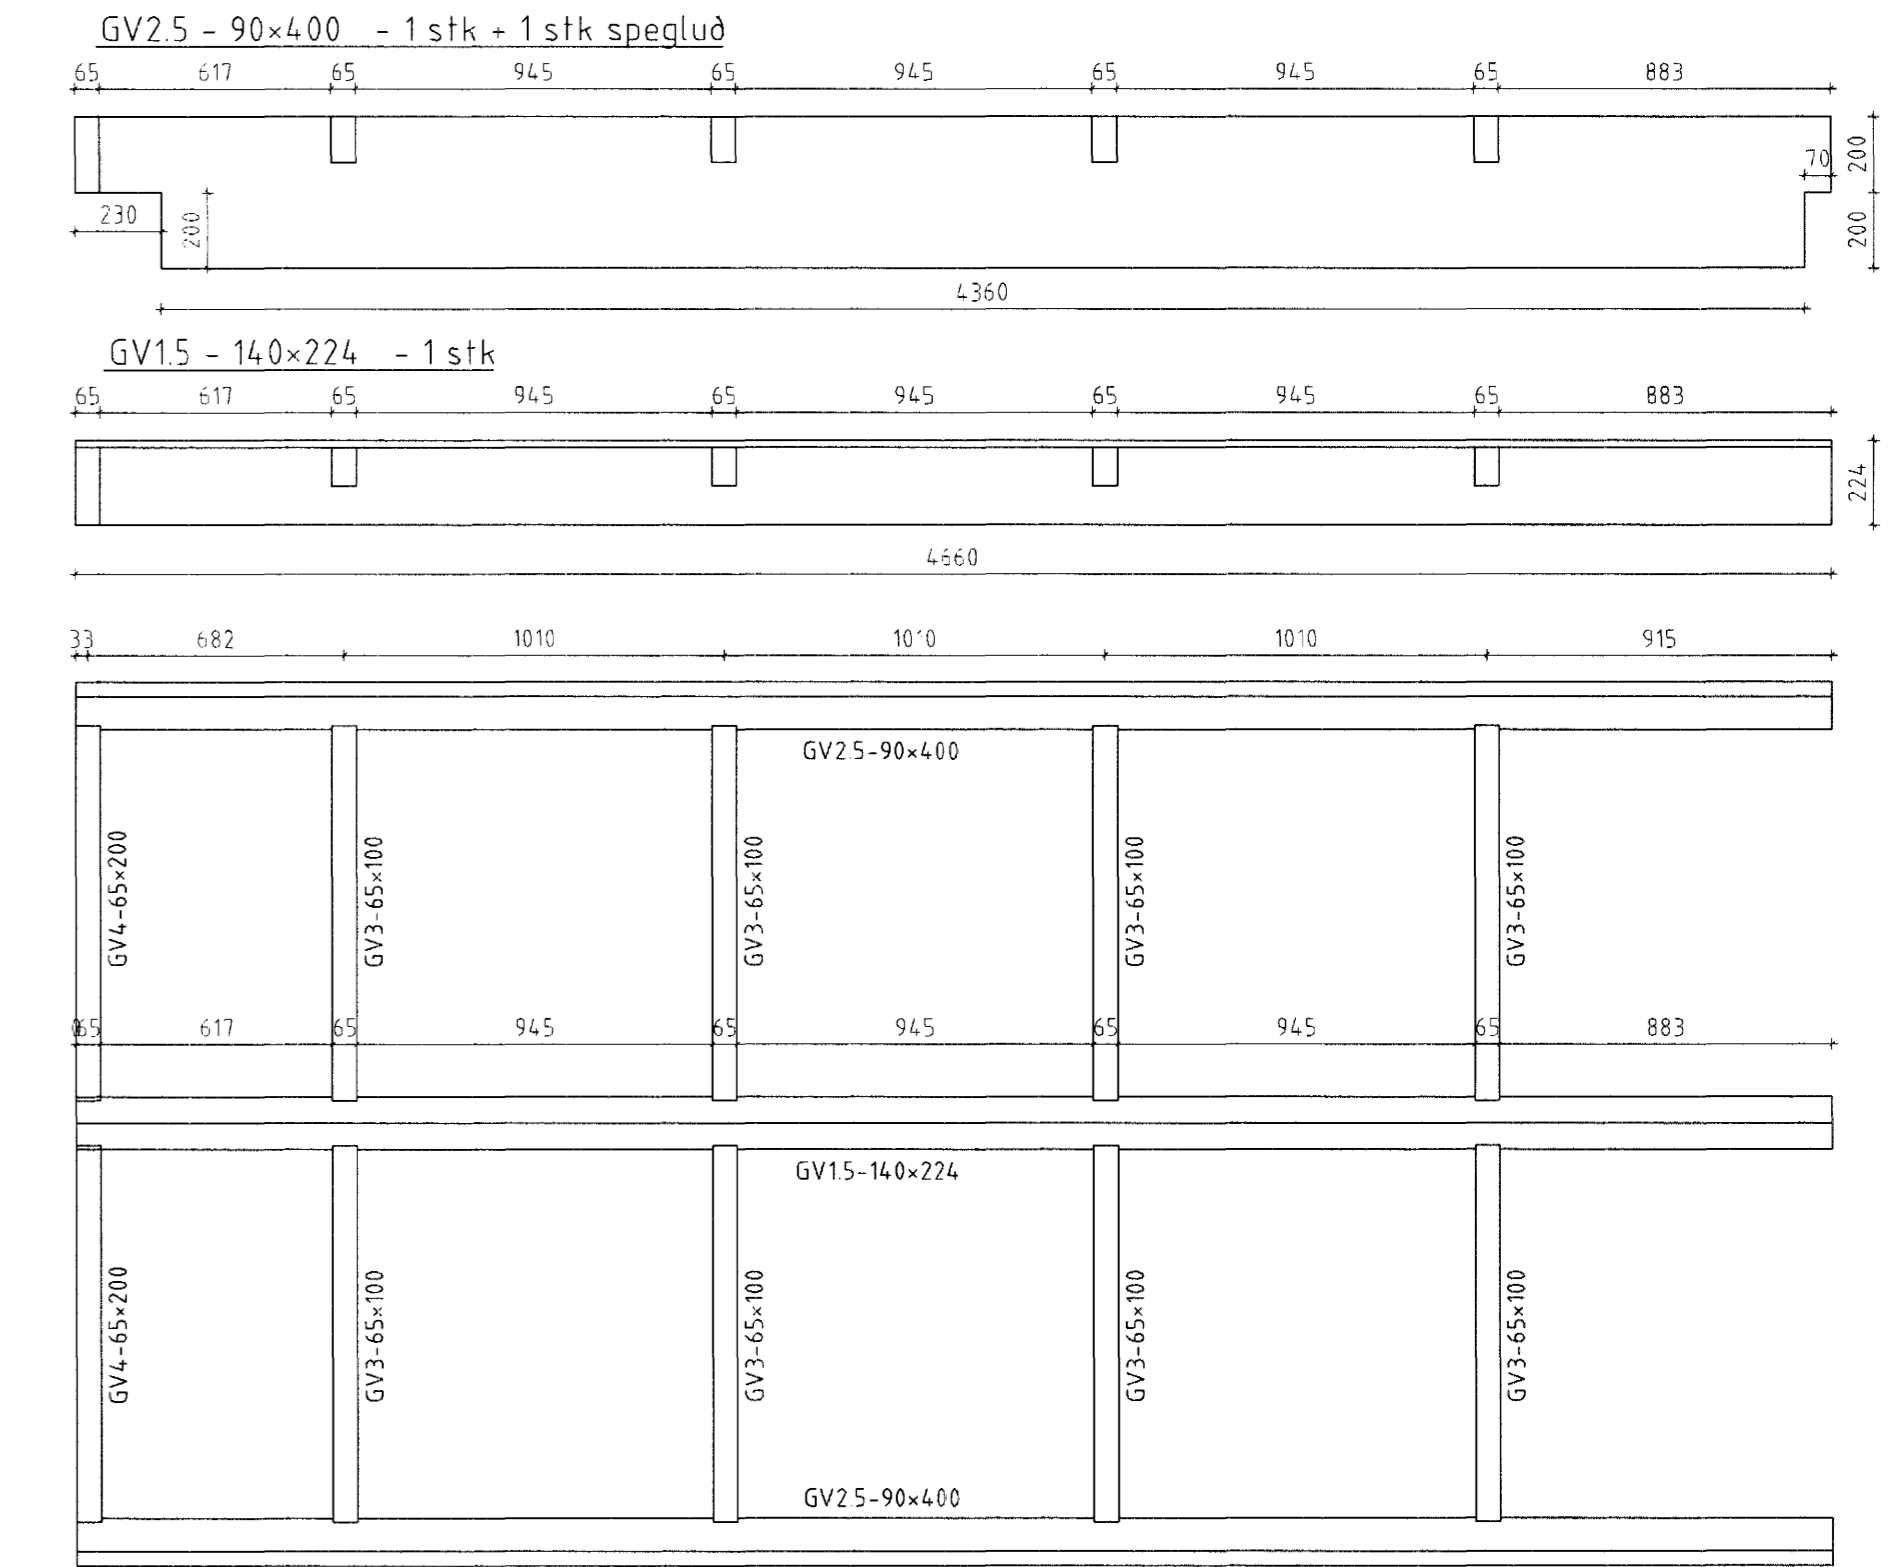 GV2.5 - 90×400 - 1 stk + 1 stkspegluð
65 617 65 945 65 945 65 945 65 883
70 200
230 200 200
4360
GV1.5 - 140×224 - 1 stk
65 617 65 945 65 945 65 945 65 883
224
4660
33 682 1010 1010 1010 915
GV2.5-90×400
GV4-65×200 GV3-65×100 GV3-65×100 GV3-65×100 GV3-65×100
65 617 65 945 65 945 65 945 65 883
GV1.5-140×224
GV4-65×200 GV3-65×100 GV3-65×100 GV3-65×100 GV3-65×100
GV2.5-90×400